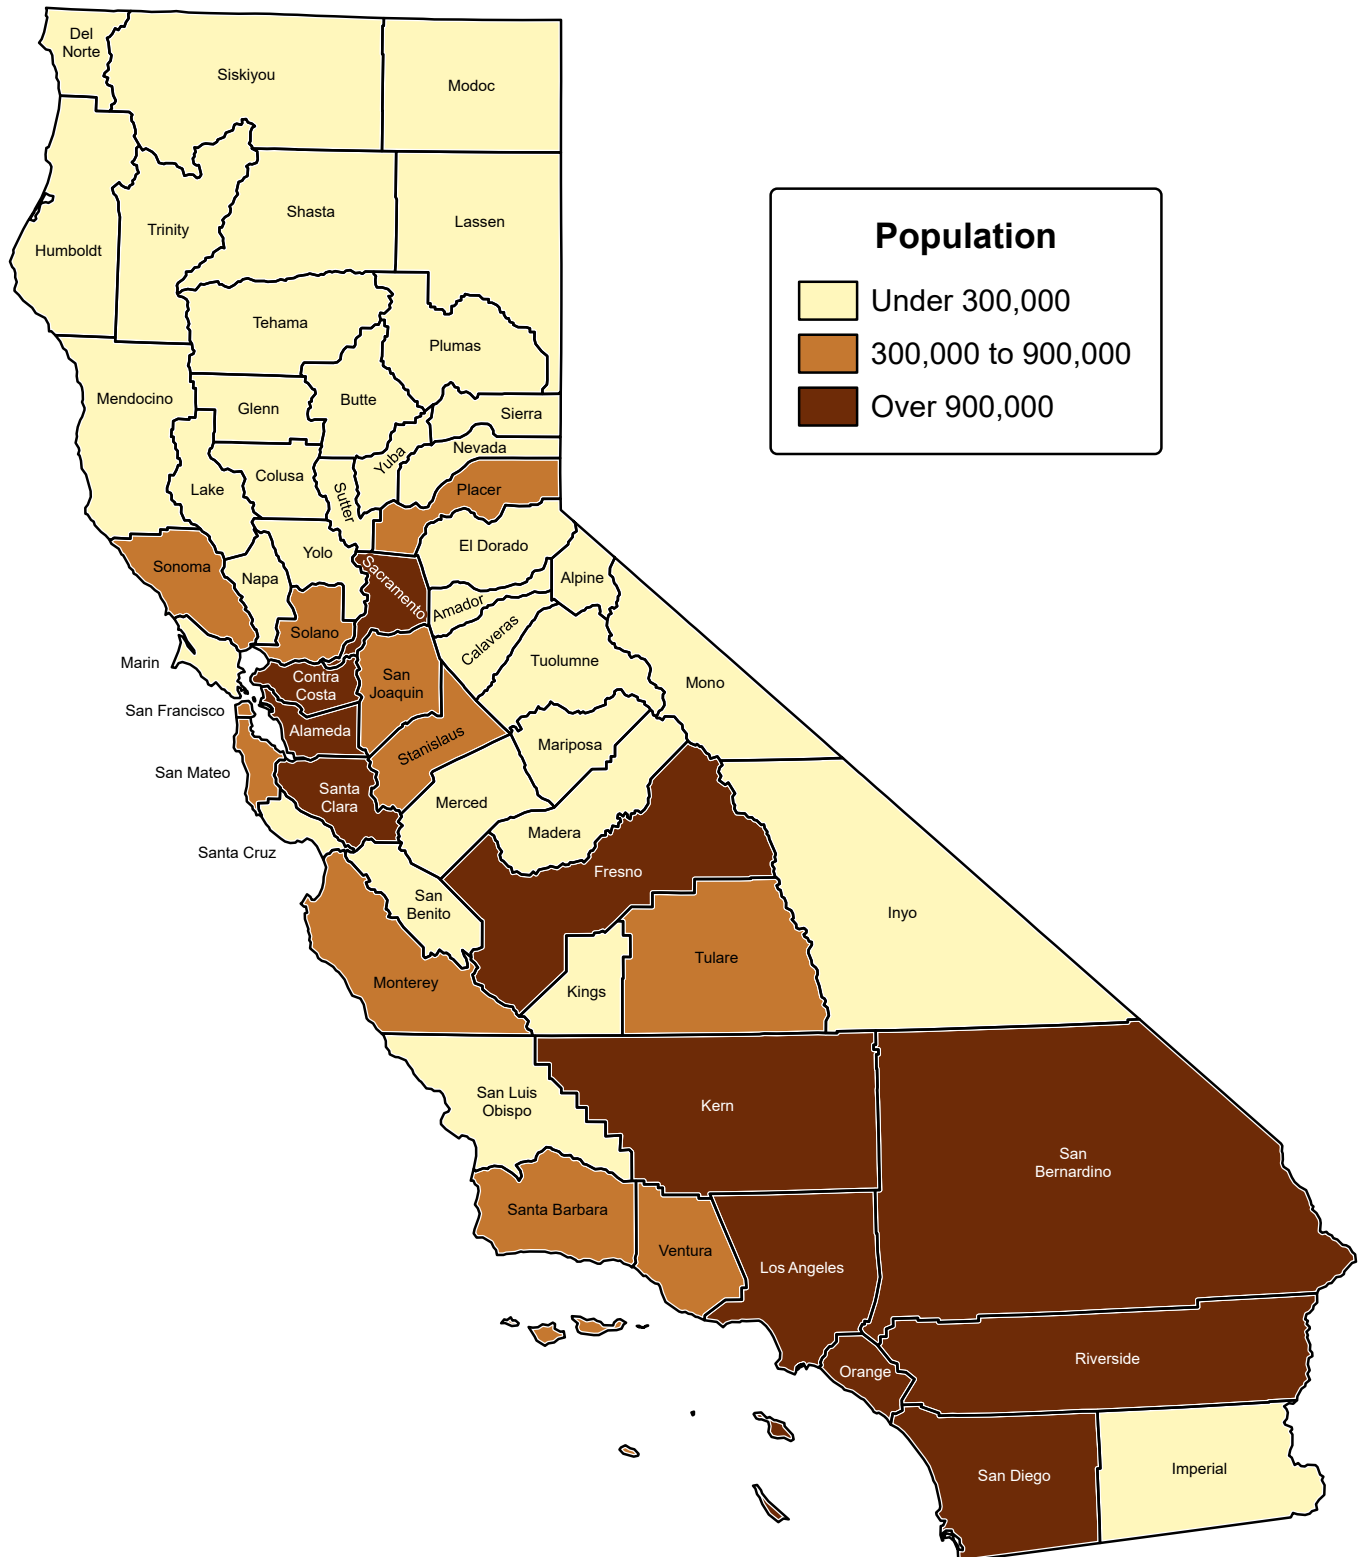 Del
Norte
Siskiyou
Modoc
Humboldt
Trinity
Shasta
Lassen
Population
Under 300,000
300,000 to 900,000
Over 900,000
Tehama
Plumas
Mendocino
Glenn
Butte
Sierra
Nevada
Yuba
Lake
Colusa
Sutter
Placer
Sonoma
Napa
Yolo
Sacramento
El Dorado
Alpine
Amador
Solano
Calaveras
Marin
Contra
Costa
San
Joaquin
Tuolumne
Mono
San Francisco
Alameda
Stanislaus
Mariposa
San Mateo
Santa
Clara
Merced
Madera
Santa Cruz
Fresno
San
Benito
Inyo
Monterey
Kings
Tulare
San Luis
Obispo
Kern
San
Bernardino
Santa Barbara
Ventura
Los Angeles
Orange
Riverside
San Diego
Imperial